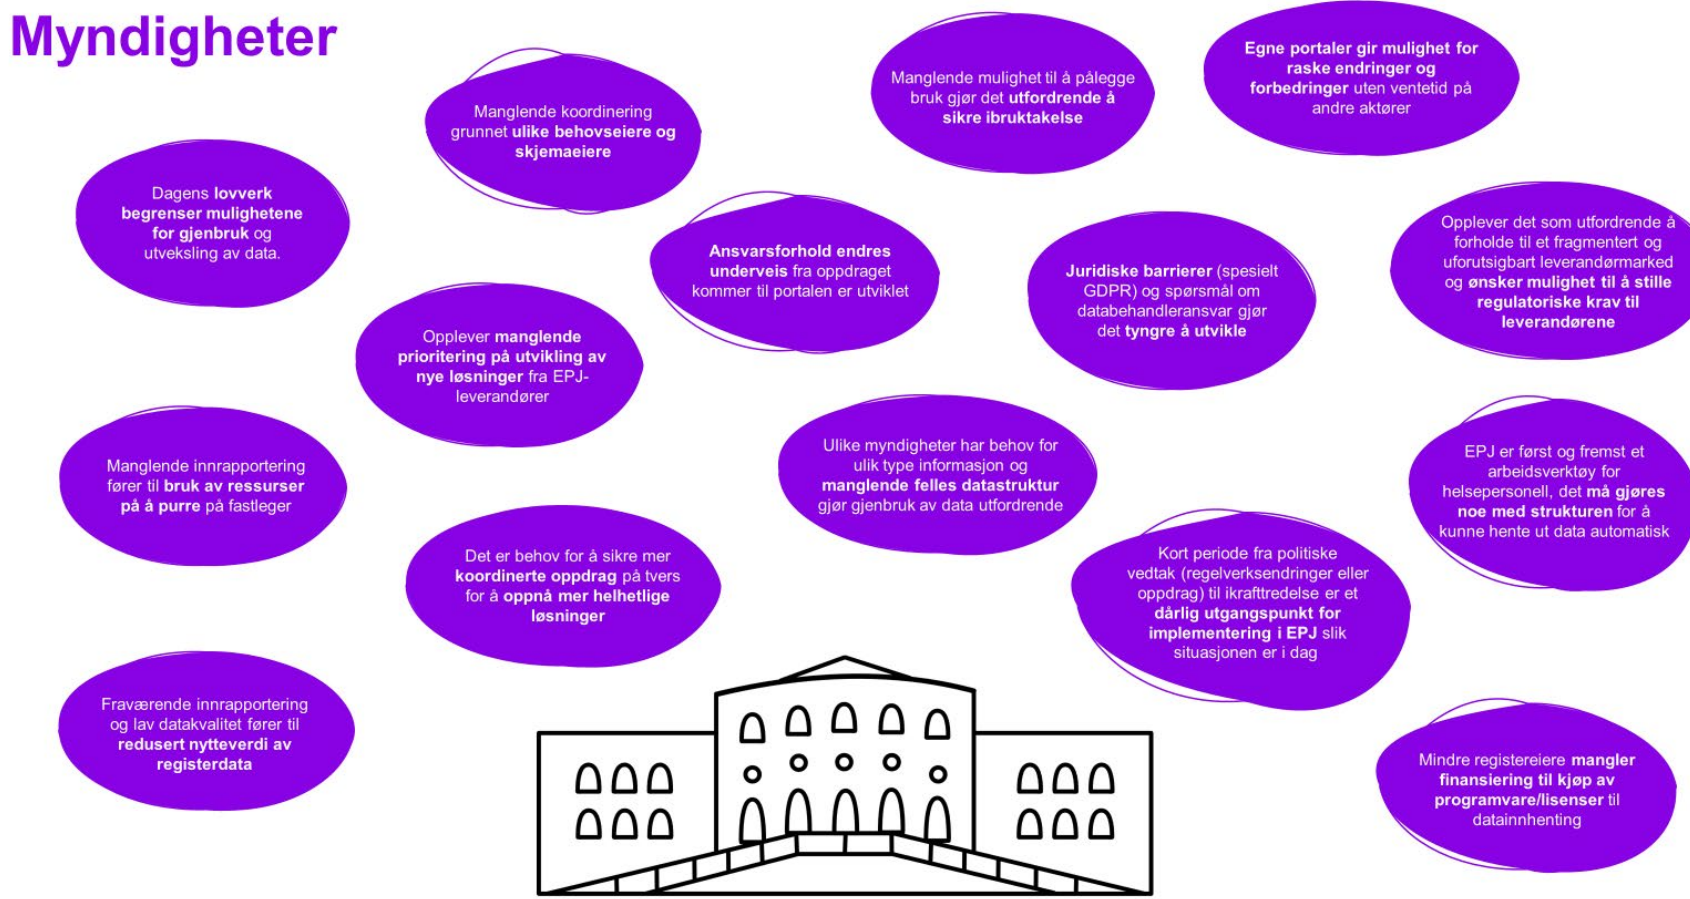 Myndigheter
Manglende koordinering
grunnet ulike behovseiere og
skjemaeiere
Manglende mulighet til å pålegge
bruk gjør det utfordrende å
sikre ibruktakelse
Egne portaler gir mulighet for
raske endringer og
forbedringer uten ventetid på
andre aktører
Dagens lovverk
begrenser mulighetene
for gjenbruk og
utveksling av data.
Ansvarsforhold endres
underveis fra oppdraget
kommer til portalen er utviklet
Juridiske barrierer (spesielt
GDPR) og spørsmål om
databehandleransvar gjør
det tyngre å utvikle
Opplever det som utfordrende å
forholde til et fragmentert og
uforutsigbart leverandørmarked
og ønsker mulighet til å stille
regulatoriske krav til
leverandørene
Opplever manglende
prioritering på utvikling av
nye løsninger fra EPJ-
leverandører
Manglende innrapportering
fører til bruk av ressurser
på å purre på fastleger
Ulike myndigheter har behov for
ulik type informasjon og
manglende felles datastruktur
gjør gjenbruk av data utfordrende
EPJ er først og fremst et
arbeidsverktøy for
helsepersonell, det må gjøres
noe med strukturen for å
kunne hente ut data automatisk
Det er behov for å sikre mer
koordinerte oppdrag på tvers
for å oppnå mer helhetlige
løsninger
Kort periode fra politiske
vedtak (regelverksendringer eller
oppdrag) til ikrafttredelse er et
dårlig utgangspunkt for
implementering i EPJ slik
situasjonen er i dag
Fraværende innrapportering
og lav datakvalitet fører til
redusert nytteverdi av
registerdata
Mindre registereiere mangler
finansiering til kjøp av
programvare/lisenser til
datainnhenting